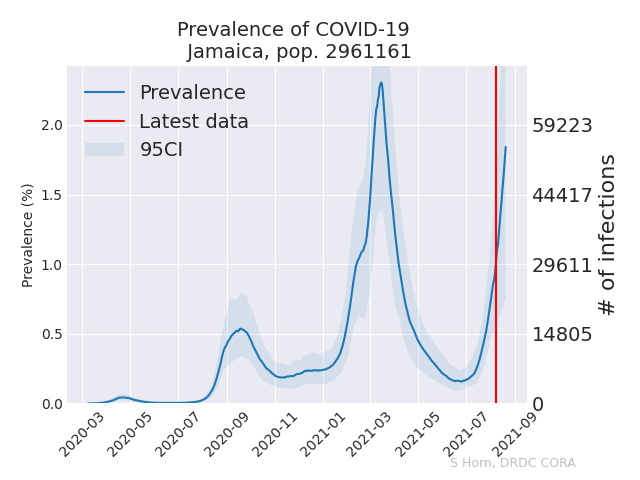 Prevalence of COVID-19
Jamaica, pop. 2961161
Prevalence
Latest data
95CI
Prevalence (%)
2.0
1.5
1.0
0.5
0.0
59223
44417
29611
14805
0
# of infections
2020-03
2020-05
2020-07
2020-09
2020-11
2021-01
2021-03
2021-05
2021-07
2021-09
S Horn, DRDC CORA